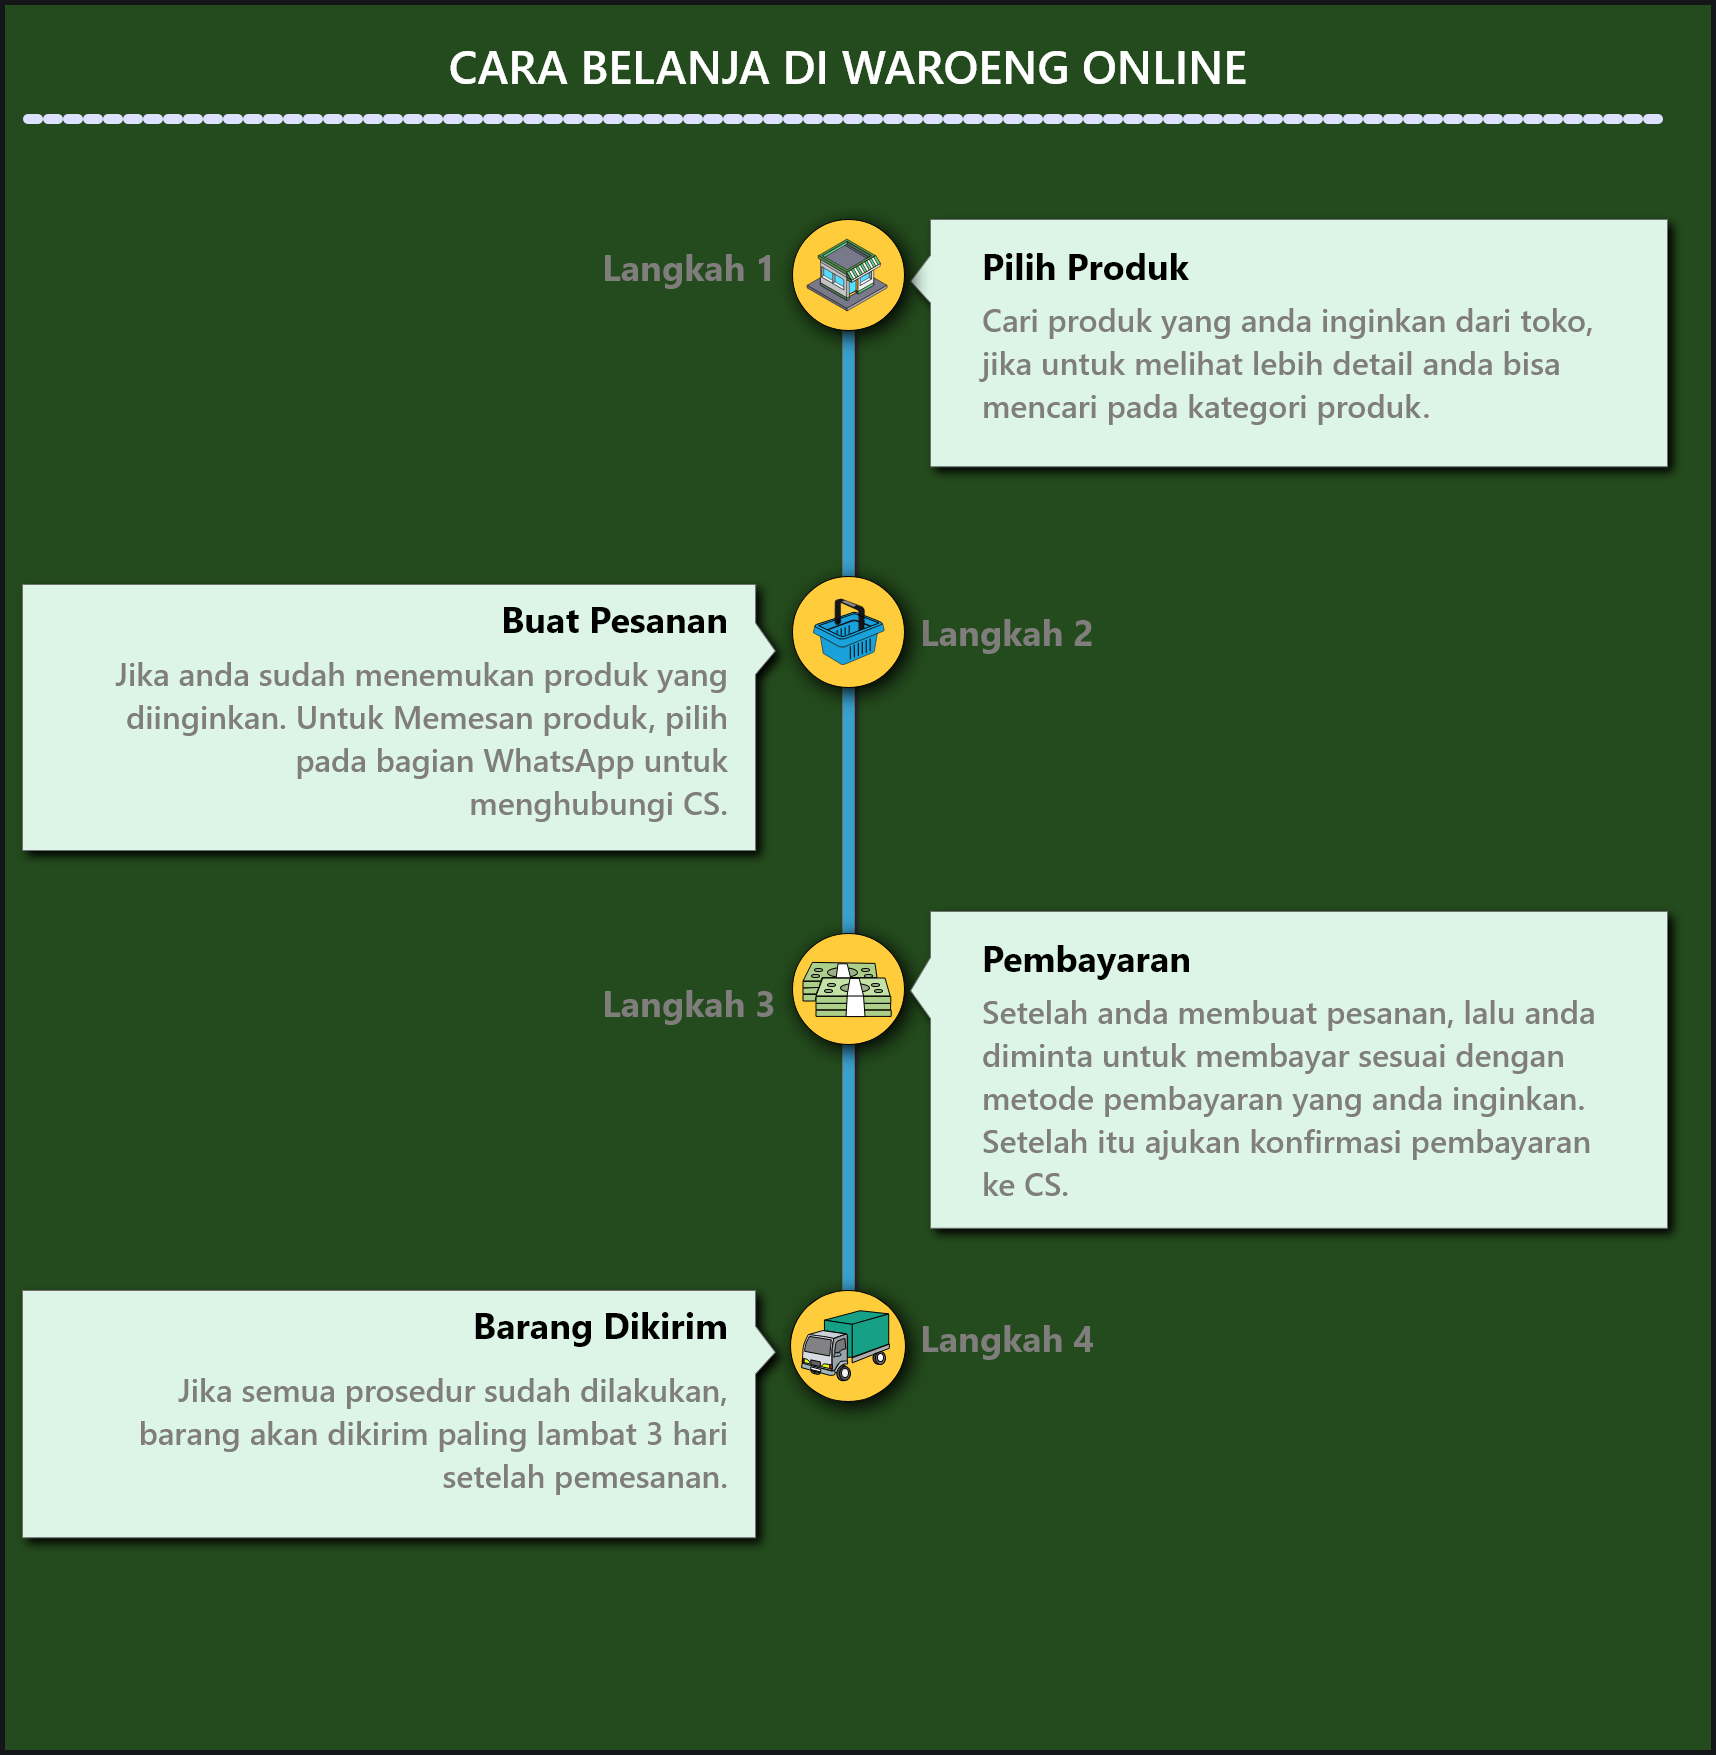 CARA BELANJA DI WAROENG ONLINE
Langkah 1
Pilih Produk
Cari produk yang anda inginkan dari toko,
jika untuk melihat lebih detail anda bisa
mencari pada kategori produk.
Buat Pesanan
Jika anda sudah menemukan produk yang
diinginkan. Untuk Memesan produk, pilih
pada bagian WhatsApp untuk
menghubungi CS.
Langkah 2
Langkah 3
Pembayaran
Setelah anda membuat pesanan, lalu anda
diminta untuk membayar sesuai dengan
metode pembayaran yang anda inginkan.
Setelah itu ajukan konfirmasi pembayaran
ke CS.
Barang Dikirim
Jika semua prosedur sudah dilakukan,
barang akan dikirim paling lambat 3 hari
setelah pemesanan.
Langkah 4